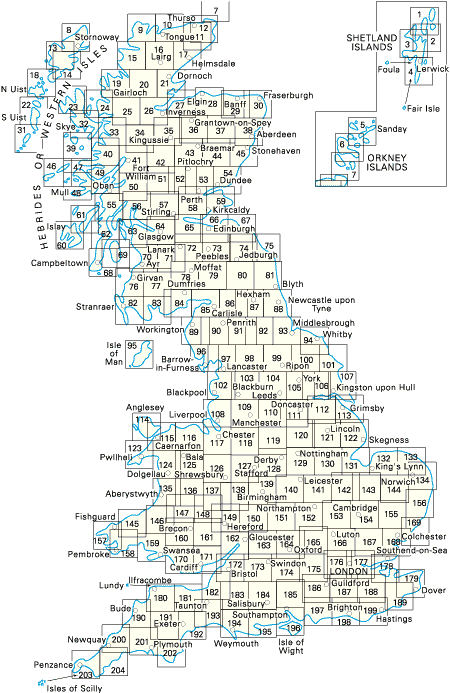 7
8
Thurso
9
10
12
Tongue
11
Stornoway
13
14
15
16
Lairg
17
Helmsdale
Dornoch
18
N Uist
19
20
21
Gairloch
22
23
S Uist
24
25
26
27
Elgin
28
Banff
29
30
Fraserburgh
Inverness
Grantown-on-Spey
31
32
Skye
33
34
35
36
37
38
Aberdeen
Kingussie
Braemar
39
40
41
42
43
44
45
Stonehaven
Pitlochry
46
47
48
49
Mull
Oban
Fort
William
50
51
52
53
54
Dundee
HEBRIDES OR WESTERN ISLES
55
56
57
58
59
Perth
Stirling
Kirkcaldy
60
61
Islay
62
63
64
65
66
67
Glasgow
Edinburgh
Campbeltown
68
69
70
71
72
73
74
75
Lanark
Ayr
Peebles
Jedburgh
Moffat
Girvan
76
77
78
79
80
81
Dumfries
Hexham
Blyth
Stranraer
82
83
84
85
86
87
88
Carlisle
Newcastle upon
Tyne
Workington
89
90
91
92
93
94
Penrith
Middlesbrough
Whitby
Isle
of
Man
95
96
Barrow-
in-Furness
97
98
99
100
101
Lancaster
Ripon
102
103
104
105
106
107
Blackpool
Blackburn
Leeds
York
Kingston upon Hull
Anglesey
Liverpool
108
109
110
111
112
113
Manchester
Doncaster
Grimsby
114
115
116
117
118
119
120
121
122
Caernarfon
Chester
Lincoln
Skegness
Pwllheli
123
124
125
126
127
128
129
130
131
132
133
134
Bala
Dolgellau
Shrewsbury
Stafford
Derby
Nottingham
King's Lynn
Norwich
Aberystwyth
135
136
137
138
139
140
141
142
143
144
Birmingham
Leicester
Fishguard
145
146
147
148
149
150
151
152
153
154
155
156
Brecon
Hereford
Northampton
Cambridge
157
158
Pembroke
159
160
161
162
163
164
165
166
167
168
169
Swansea
Cardiff
Gloucester
Oxford
Luton
Colchester
Southend-on-Sea
170
171
172
173
174
175
176
177
178
179
Bristol
Swindon
LONDON
Dover
Lundy
Ilfracombe
180
181
182
183
184
185
186
187
188
189
Taunton
Salisbury
Guildford
Southampton
Bude
190
191
192
193
194
195
196
197
198
199
Exeter
Weymouth
Isle of
Wight
Brighton
Hastings
Newquay
200
201
202
Plymouth
Penzance
203
204
Isles of Scilly
SHETLAND
ISLANDS
1
2
3
4
Foula
Lerwick
Fair Isle
5
6
7
Sanday
ORKNEY
ISLANDS